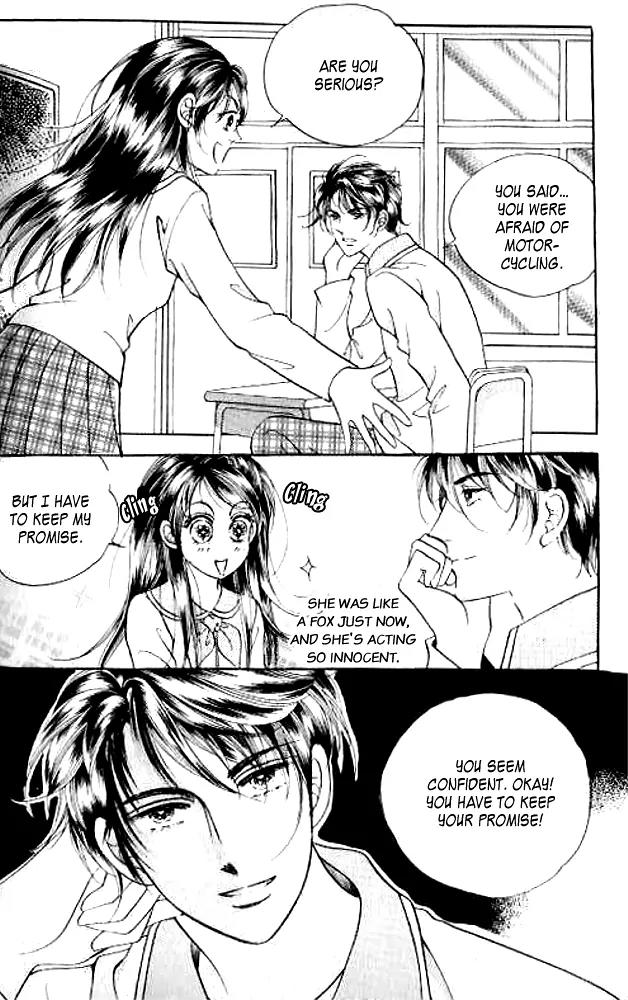 ARE YOU
SERIOUS?
YOU SAID...
YOU WERE
AFRAID OF
MOTOR-
CYCLING.
BUT I HAVE
TO KEEP MY
PROMISE.
Cling
Cling
SHE WAS LIKE
A FOX JUST NOW,
AND SHE'S ACTING
SO INNOCENT.
YOU SEEM
CONFIDENT. OKAY!
YOU HAVE TO KEEP
YOUR PROMISE!